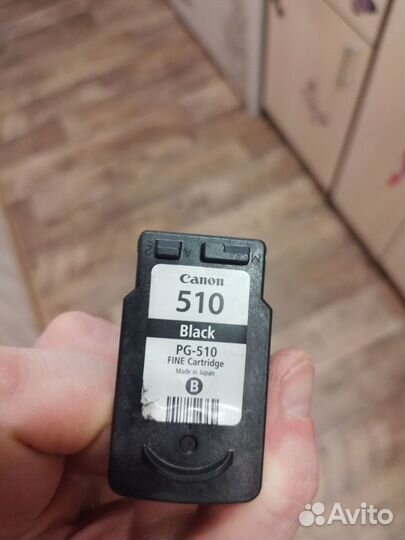 Canon
510
Black
PG-510
FINE Cartridge
Made in Japan
B
Avito